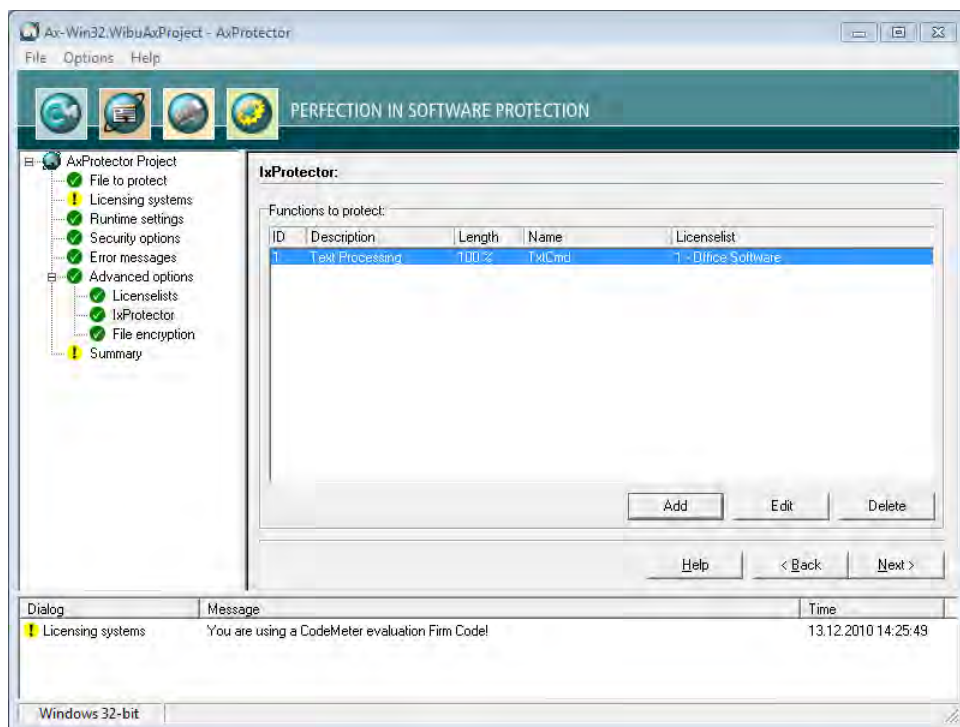 Ax-Win32.WibuAxProject - AxProtector
File Options Help
PERFECTION IN SOFTWARE PROTECTION
AxProtector Project
File to protect
Licensing systems
Runtime settings
Security options
Error messages
Advanced options
Licenselists
IxProtector
File encryption
Summary
IxProtector:
Functions to protect:
ID Description Length Name Licenselist
1 Text Processing 100 % TxtCmd 1 - Office Software
Add Edit Delete
Help < Back Next >
Dialog Message Time
Licensing systems You are using a CodeMeter evaluation Firm Code! 13.12.2010 14:25:49
Windows 32-bit